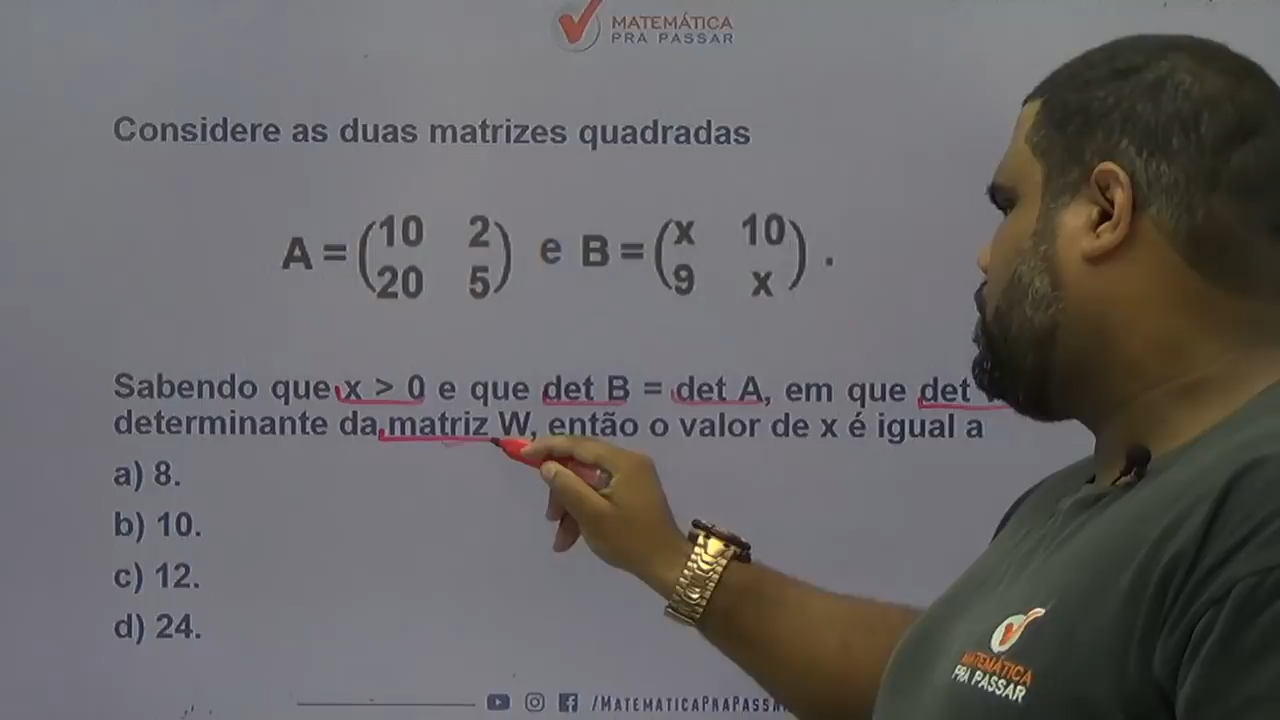 MATEMÁTICA
PRA PASSAR
Considere as duas matrizes quadradas
A = (10 2
20 5) e B = (x 10
9 x) .
Sabendo que x > 0 e que det B = det A, em que det
determinante da matriz W, então o valor de x é igual a
a) 8.
b) 10.
c) 12.
d) 24.
MATEMÁTICA
PRA PASSAR
/MATEMATICAPRAPASSA